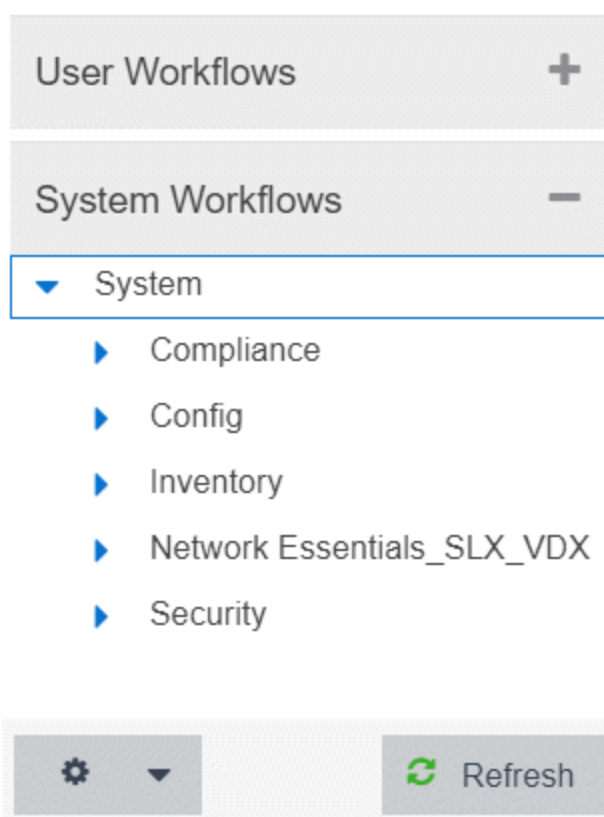 User Workflows
System Workflows
System
Compliance
Config
Inventory
Network Essentials_SLX_VDX
Security
Refresh